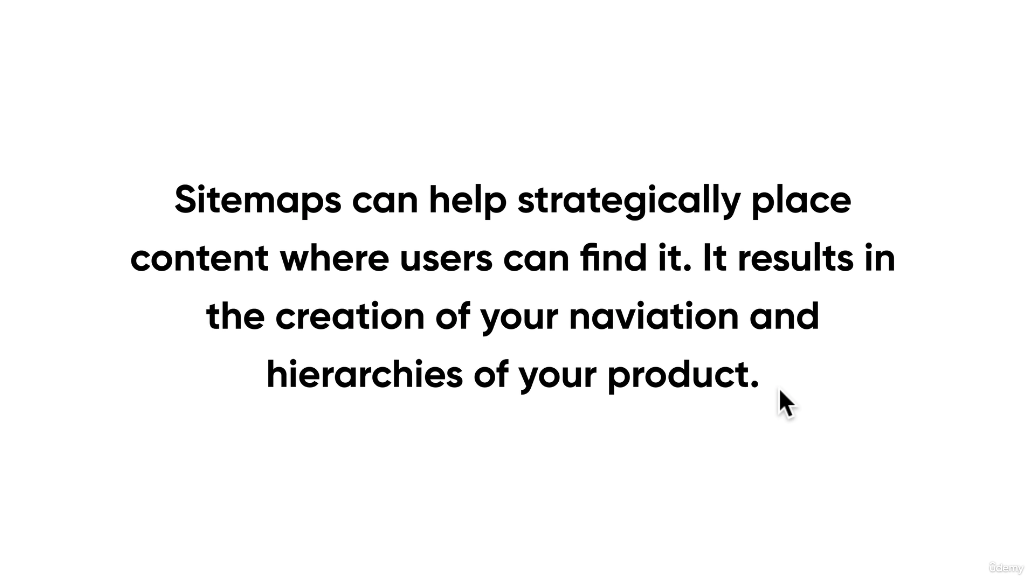 Sitemaps can help strategically place
content where users can find it. It results in
the creation of your naviation and
hierarchies of your product.
ûdemy